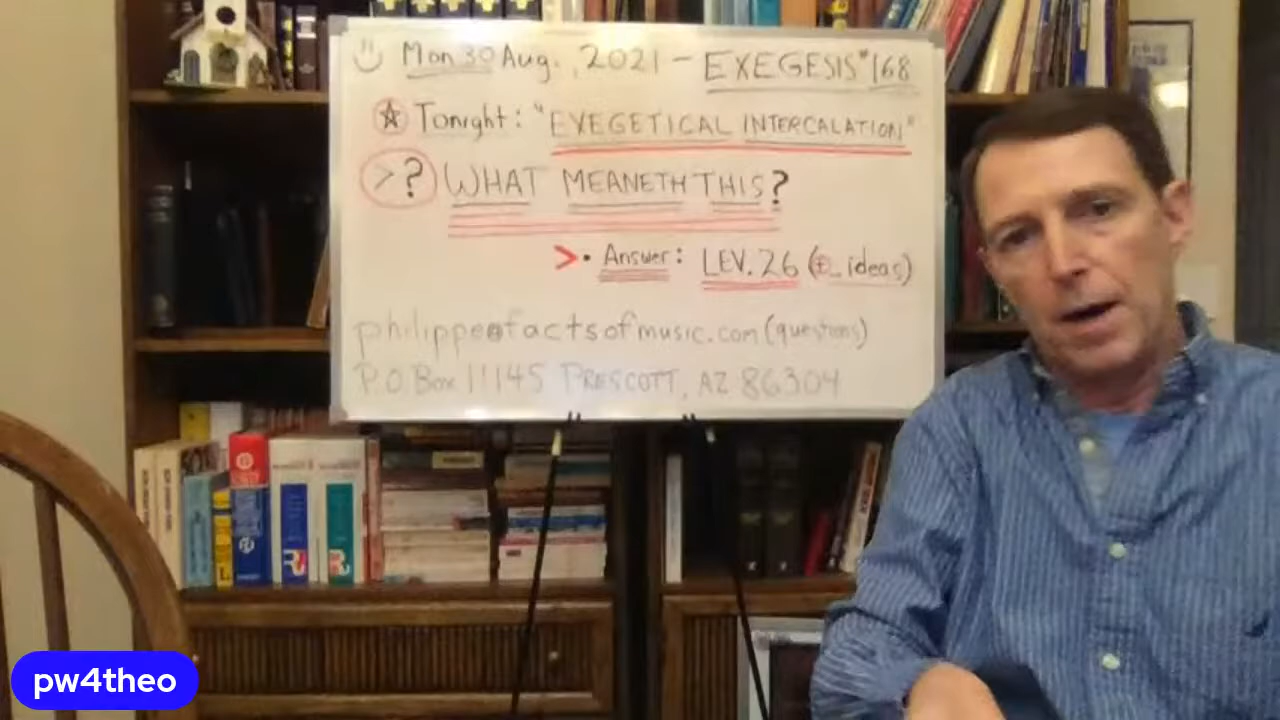 Mon 30 Aug., 2021 - EXEGESIS #168
Tonight: "EXEGETICAL INTERCALATION"
>? WHAT MEANETH THIS?
> • Answer: LEV. 26 (+ ideas)
philippe@factsofmusic.com (questions)
P.O. Box 11145 PRESCOTT, AZ 86304
pw4theo